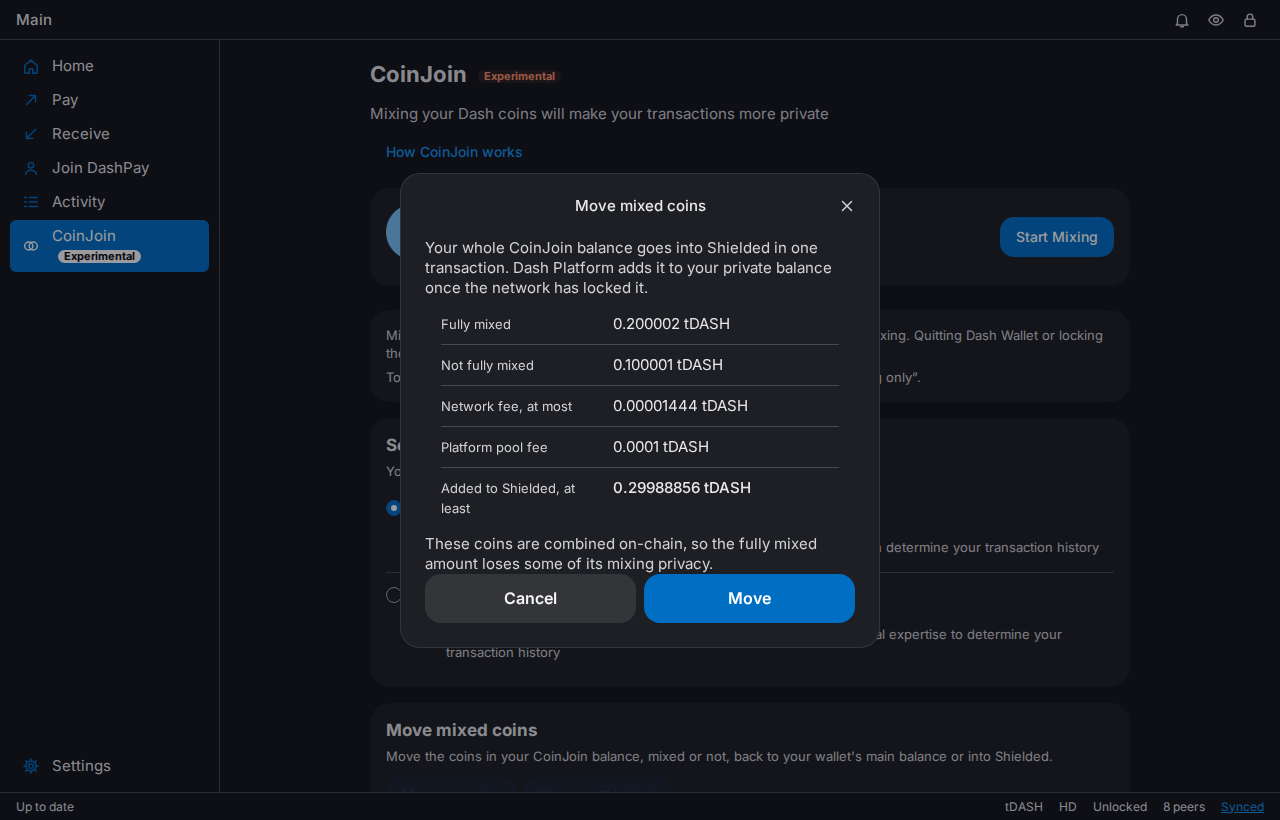 Main
Home
Pay
Receive
Join DashPay
Activity
CoinJoin
Experimental
Settings
CoinJoin Experimental
Mixing your Dash coins will make your transactions more private
How CoinJoin works
Start Mixing
xing. Quitting Dash Wallet or locking
the
To
only”.
Yo
determine your transaction history
expertise to determine your
transaction history
Move mixed coins
Your whole CoinJoin balance goes into Shielded in one
transaction. Dash Platform adds it to your private balance
once the network has locked it.
Fully mixed 0.200002 tDASH
Not fully mixed 0.100001 tDASH
Network fee, at most 0.00001444 tDASH
Platform pool fee 0.0001 tDASH
Added to Shielded, at 0.29988856 tDASH
least
These coins are combined on-chain, so the fully mixed
amount loses some of its mixing privacy.
Cancel Move
Move mixed coins
Move the coins in your CoinJoin balance, mixed or not, back to your wallet's main balance or into Shielded.
Up to date tDASH HD Unlocked 8 peers Synced